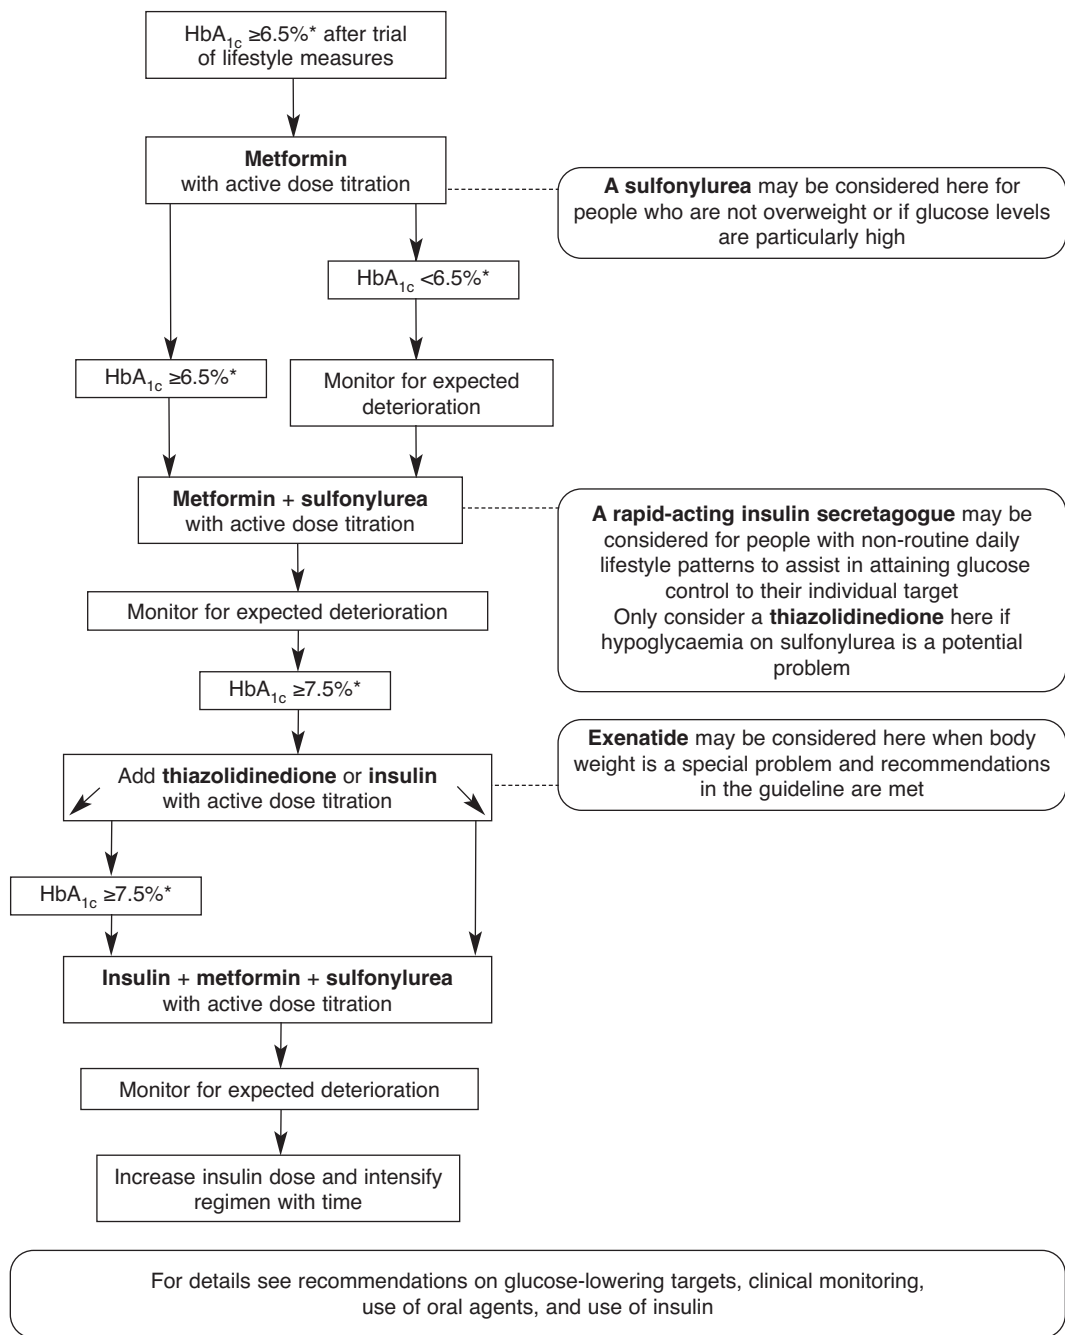 HbA1c ≥6.5%* after trial
of lifestyle measures
Metformin
with active dose titration
A sulfonylurea may be considered here for
people who are not overweight or if glucose levels
are particularly high
HbA1c <6.5%*
HbA1c ≥6.5%*
Monitor for expected
deterioration
Metformin + sulfonylurea
with active dose titration
A rapid-acting insulin secretagogue may be
considered for people with non-routine daily
lifestyle patterns to assist in attaining glucose
control to their individual target
Only consider a thiazolidinedione here if
hypoglycaemia on sulfonylurea is a potential
problem
Monitor for expected deterioration
HbA1c ≥7.5%*
Add thiazolidinedione or insulin
with active dose titration
Exenatide may be considered here when body
weight is a special problem and recommendations
in the guideline are met
HbA1c ≥7.5%*
Insulin + metformin + sulfonylurea
with active dose titration
Monitor for expected deterioration
Increase insulin dose and intensify
regimen with time
For details see recommendations on glucose-lowering targets, clinical monitoring,
use of oral agents, and use of insulin